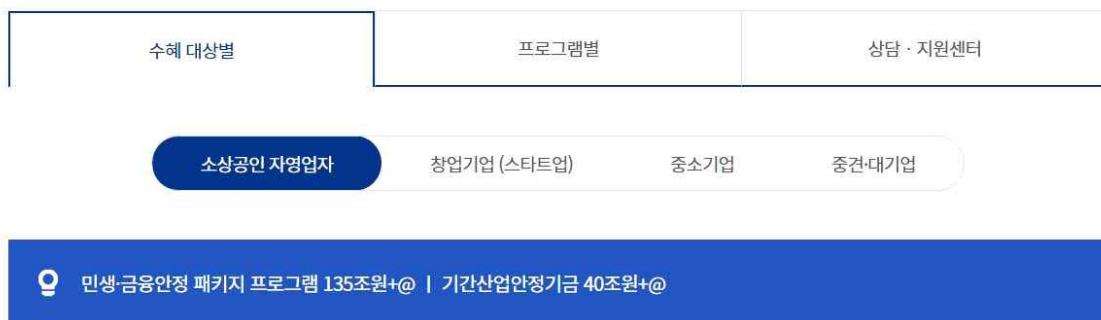 수혜 대상별 프로그램별 상담 · 지원센터
소상공인 자영업자 창업기업 (스타트업) 중소기업 중견·대기업
민생·금융안정 패키지 프로그램 135조원+@ | 기간산업안정기금 40조원+@